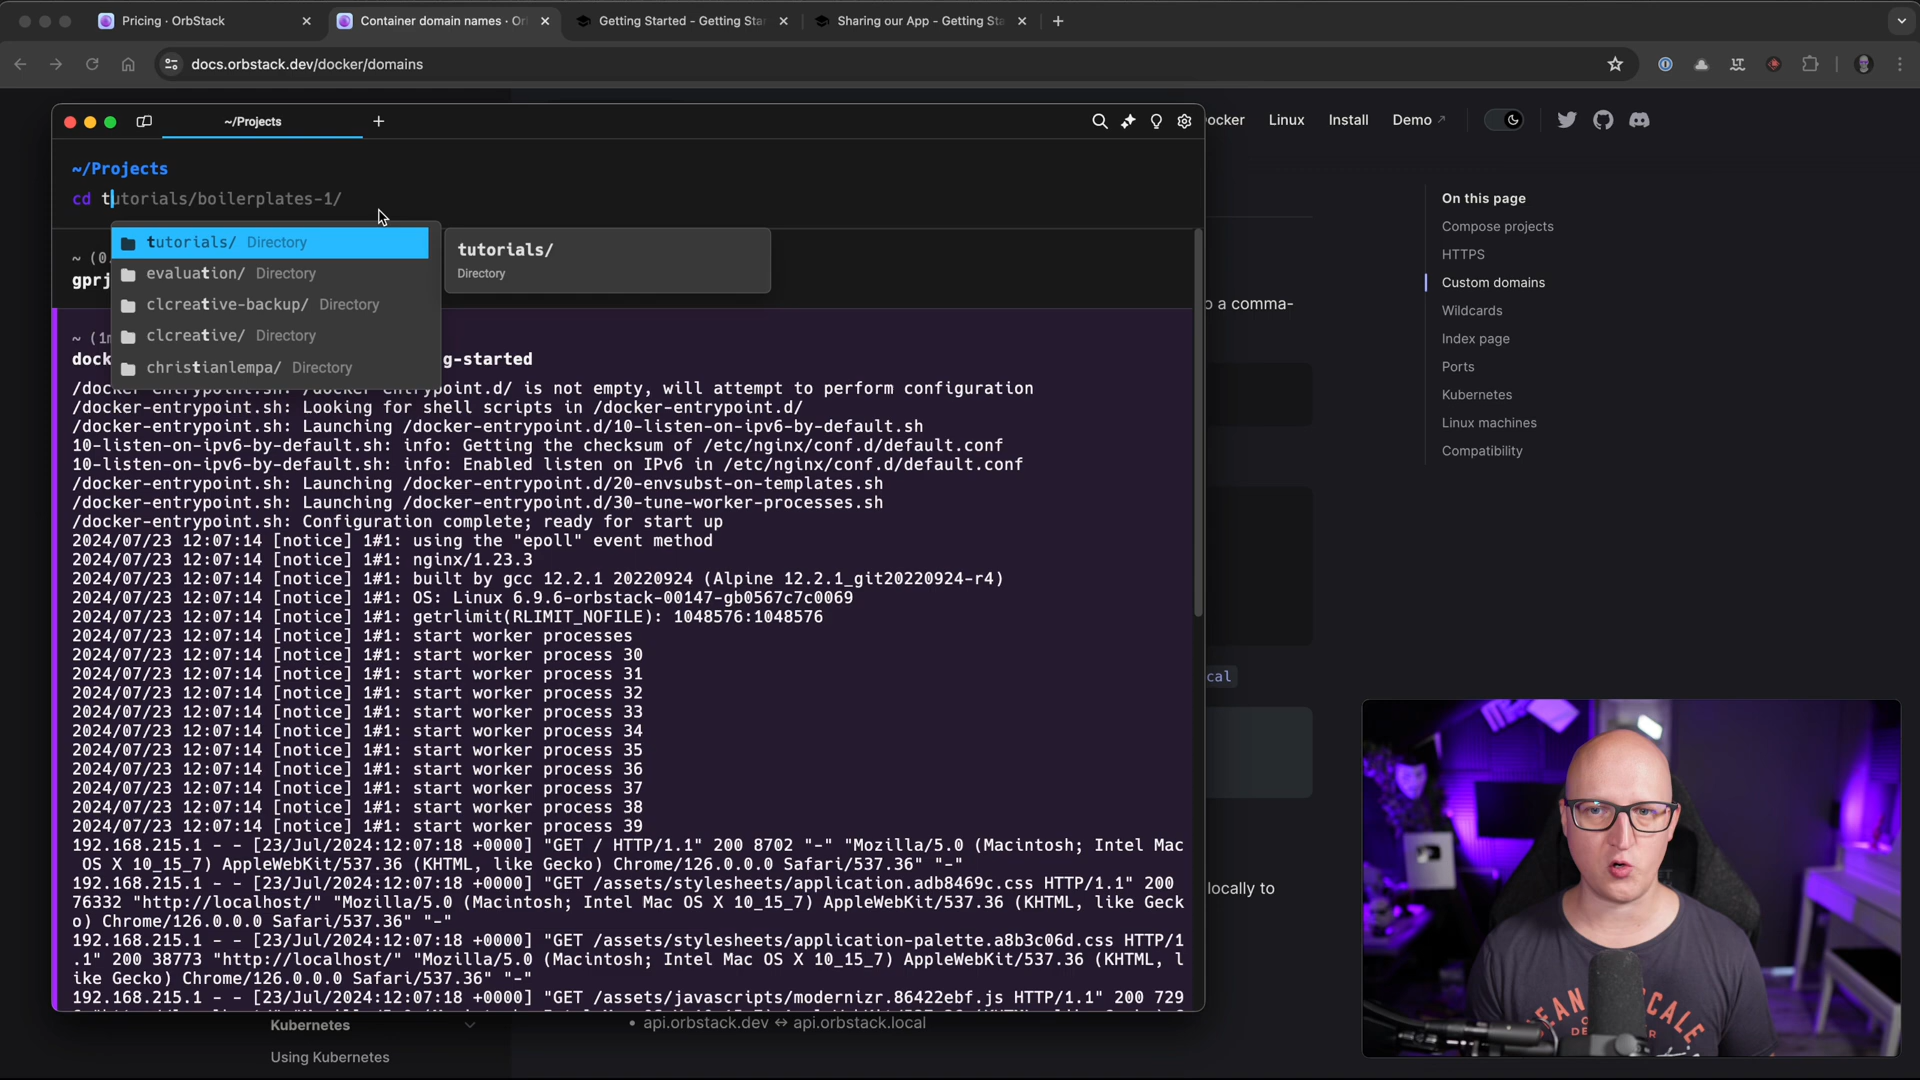 Pricing · OrbStack
Container domain names · Or
Getting Started - Getting Star
Sharing our App - Getting Sta
docs.orbstack.dev/docker/domains
~/Projects
ocker
Linux
Install
Demo
~/Projects
cd tutorials/boilerplates-1/
tutorials/ Directory
evaluation/ Directory
clcreative-backup/ Directory
clcreative/ Directory
christianlempa/ Directory
tutorials/
Directory
~ (0.
gprj
~ (1m
dock
g-started
/docker-entrypoint.sh: /docker-entrypoint.d/ is not empty, will attempt to perform configuration
/docker-entrypoint.sh: Looking for shell scripts in /docker-entrypoint.d/
/docker-entrypoint.sh: Launching /docker-entrypoint.d/10-listen-on-ipv6-by-default.sh
10-listen-on-ipv6-by-default.sh: info: Getting the checksum of /etc/nginx/conf.d/default.conf
10-listen-on-ipv6-by-default.sh: info: Enabled listen on IPv6 in /etc/nginx/conf.d/default.conf
/docker-entrypoint.sh: Launching /docker-entrypoint.d/20-envsubst-on-templates.sh
/docker-entrypoint.sh: Launching /docker-entrypoint.d/30-tune-worker-processes.sh
/docker-entrypoint.sh: Configuration complete; ready for start up
2024/07/23 12:07:14 [notice] 1#1: using the "epoll" event method
2024/07/23 12:07:14 [notice] 1#1: nginx/1.23.3
2024/07/23 12:07:14 [notice] 1#1: built by gcc 12.2.1 20220924 (Alpine 12.2.1_git20220924-r4)
2024/07/23 12:07:14 [notice] 1#1: OS: Linux 6.9.6-orbstack-00147-gb0567c7c0069
2024/07/23 12:07:14 [notice] 1#1: getrlimit(RLIMIT_NOFILE): 1048576:1048576
2024/07/23 12:07:14 [notice] 1#1: start worker processes
2024/07/23 12:07:14 [notice] 1#1: start worker process 30
2024/07/23 12:07:14 [notice] 1#1: start worker process 31
2024/07/23 12:07:14 [notice] 1#1: start worker process 32
2024/07/23 12:07:14 [notice] 1#1: start worker process 33
2024/07/23 12:07:14 [notice] 1#1: start worker process 34
2024/07/23 12:07:14 [notice] 1#1: start worker process 35
2024/07/23 12:07:14 [notice] 1#1: start worker process 36
2024/07/23 12:07:14 [notice] 1#1: start worker process 37
2024/07/23 12:07:14 [notice] 1#1: start worker process 38
2024/07/23 12:07:14 [notice] 1#1: start worker process 39
192.168.215.1 - - [23/Jul/2024:12:07:18 +0000] "GET / HTTP/1.1" 200 8702 "-" "Mozilla/5.0 (Macintosh; Intel Mac
OS X 10_15_7) AppleWebKit/537.36 (KHTML, like Gecko) Chrome/126.0.0.0 Safari/537.36" "-"
192.168.215.1 - - [23/Jul/2024:12:07:18 +0000] "GET /assets/stylesheets/application.adb8469c.css HTTP/1.1" 200
76332 "http://localhost/" "Mozilla/5.0 (Macintosh; Intel Mac OS X 10_15_7) AppleWebKit/537.36 (KHTML, like Geck
o) Chrome/126.0.0.0 Safari/537.36" "-"
192.168.215.1 - - [23/Jul/2024:12:07:18 +0000] "GET /assets/stylesheets/application-palette.a8b3c06d.css HTTP/1
.1" 200 38773 "http://localhost/" "Mozilla/5.0 (Macintosh; Intel Mac OS X 10_15_7) AppleWebKit/537.36 (KHTML, l
ike Gecko) Chrome/126.0.0.0 Safari/537.36" "-"
192.168.215.1 - - [23/Jul/2024:12:07:18 +0000] "GET /assets/javascripts/modernizr.86422ebf.js HTTP/1.1" 200 729
o a comma-
cal
locally to
On this page
Compose projects
HTTPS
Custom domains
Wildcards
Index page
Ports
Kubernetes
Linux machines
Compatibility
Kubernetes
Using Kubernetes
• api.orbstack.dev ↔ api.orbstack.local